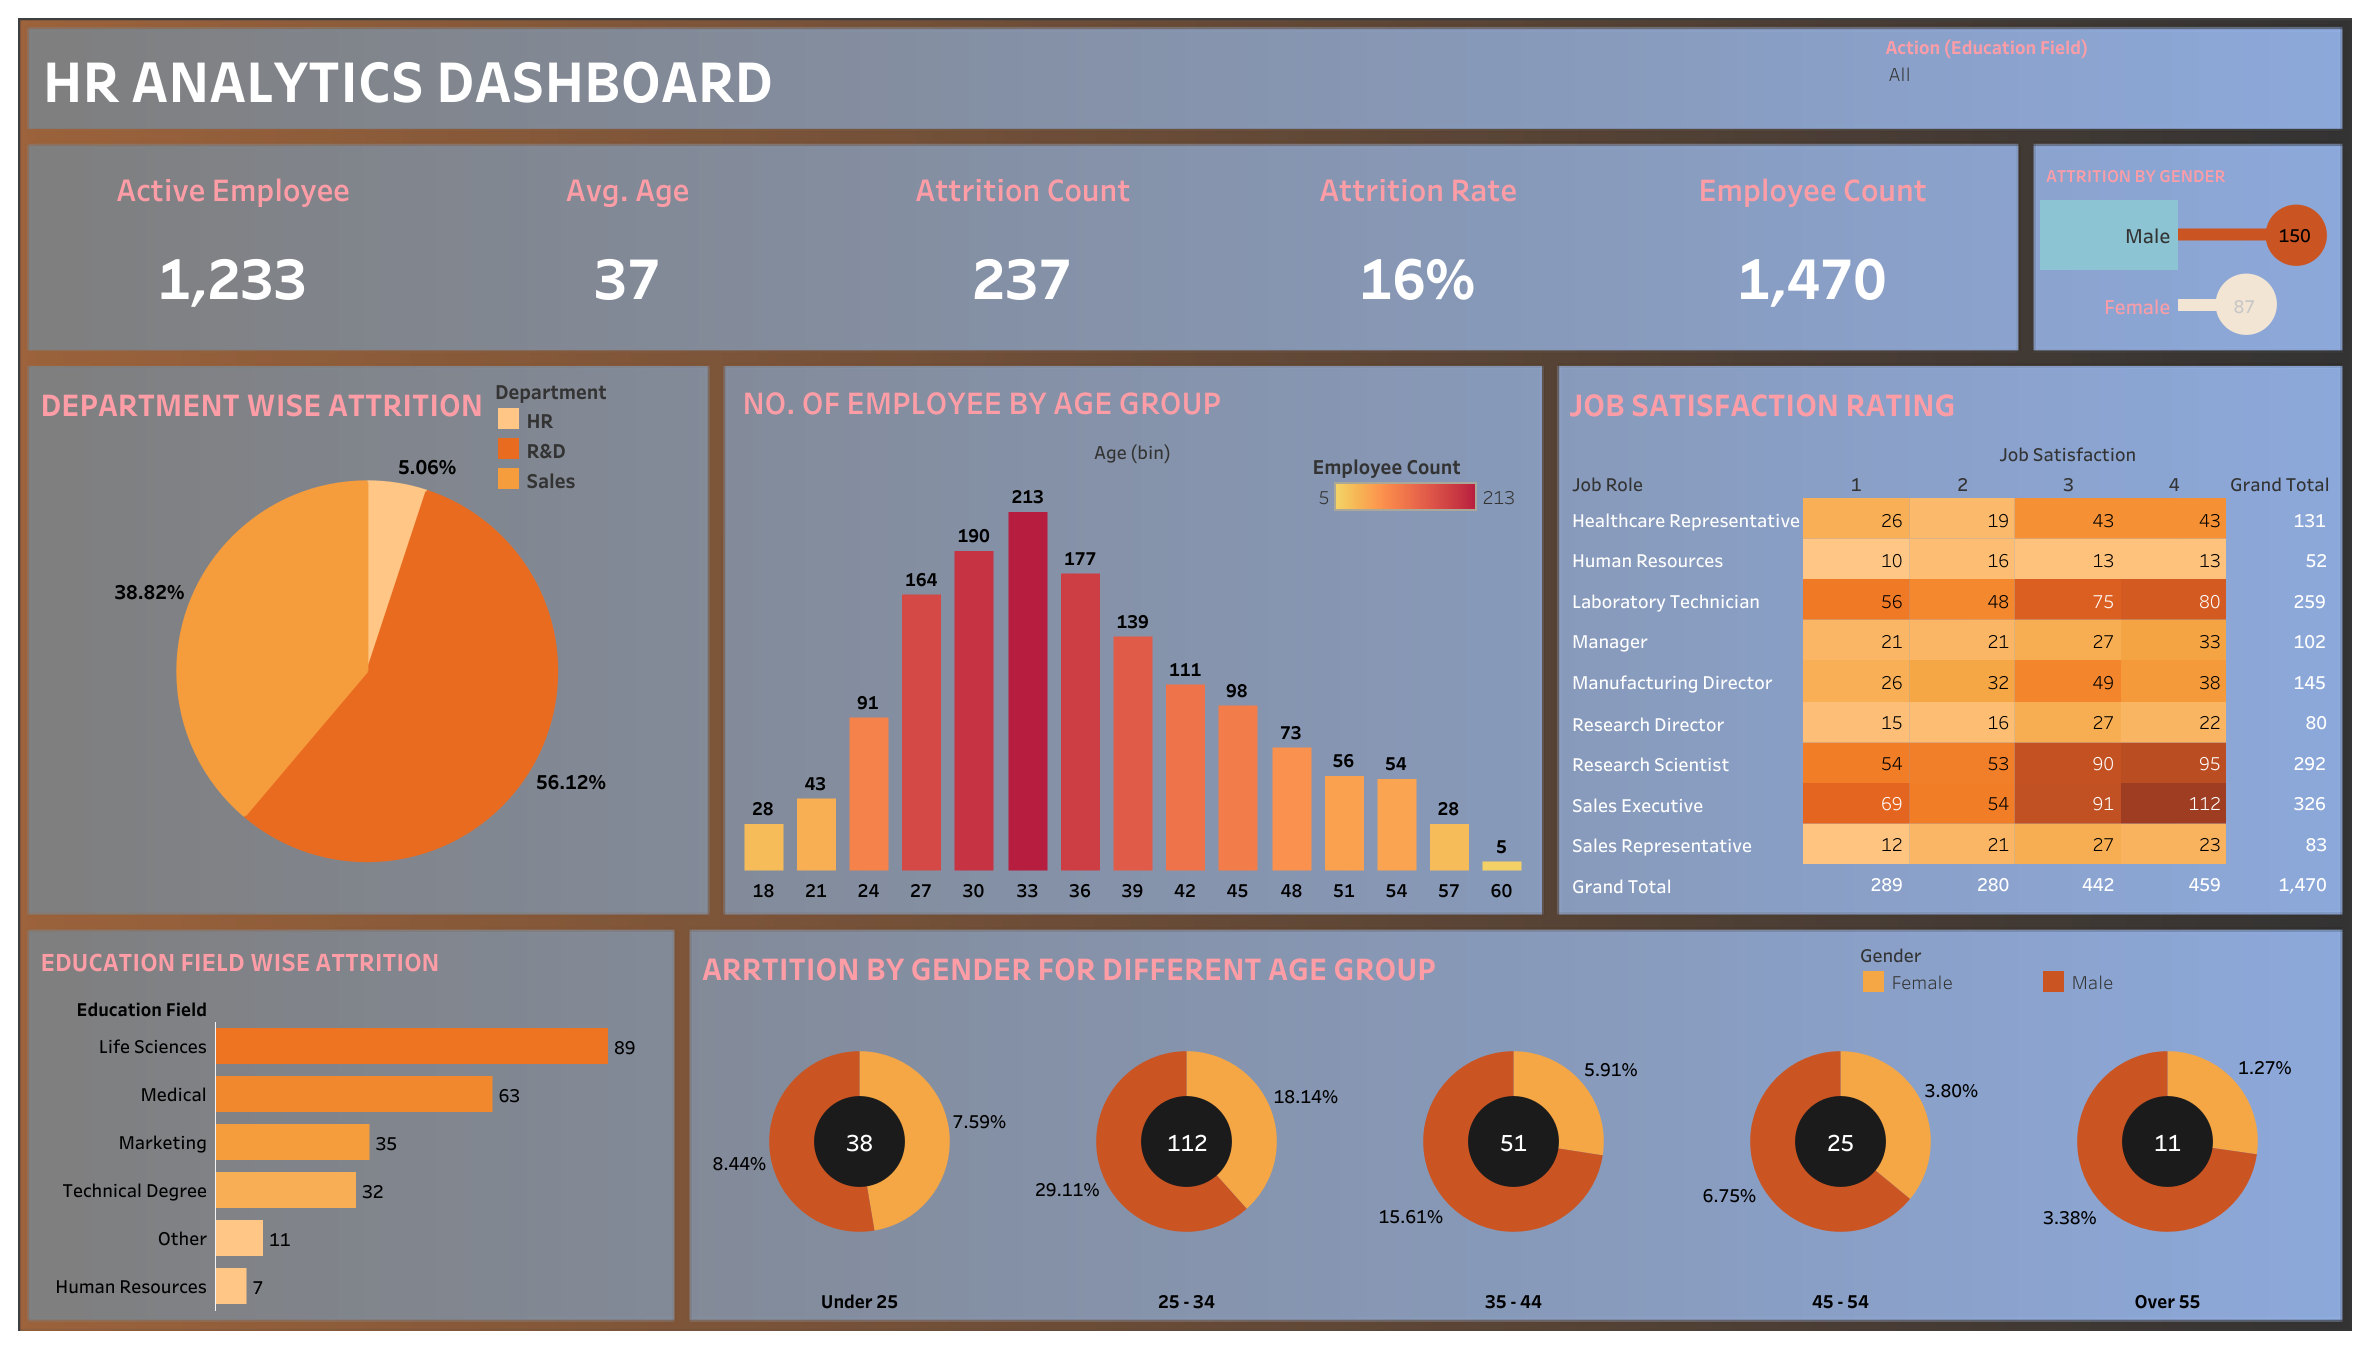 HR ANALYTICS DASHBOARD
Action (Education Field)
All
Active Employee
1,233
Avg. Age
37
Attrition Count
237
Attrition Rate
16%
Employee Count
1,470
ATTRITION BY GENDER
Male 150
Female 87
DEPARTMENT WISE ATTRITION
Department
HR
R&D
Sales
5.06%
38.82%
56.12%
NO. OF EMPLOYEE BY AGE GROUP
Age (bin)
Employee Count
5 213
28 43 91 164 190 213 177 139 111 98 73 56 54 28 5
18 21 24 27 30 33 36 39 42 45 48 51 54 57 60
JOB SATISFACTION RATING
Job Satisfaction
Job Role 1 2 3 4 Grand Total
Healthcare Representative 26 19 43 43 131
Human Resources 10 16 13 13 52
Laboratory Technician 56 48 75 80 259
Manager 21 21 27 33 102
Manufacturing Director 26 32 49 38 145
Research Director 15 16 27 22 80
Research Scientist 54 53 90 95 292
Sales Executive 69 54 91 112 326
Sales Representative 12 21 27 23 83
Grand Total 289 280 442 459 1,470
EDUCATION FIELD WISE ATTRITION
Education Field
Life Sciences 89
Medical 63
Marketing 35
Technical Degree 32
Other 11
Human Resources 7
ARRTITION BY GENDER FOR DIFFERENT AGE GROUP
Gender
Female Male
7.59%
38
8.44%
Under 25
18.14%
112
29.11%
25 - 34
5.91%
51
15.61%
35 - 44
3.80%
25
6.75%
45 - 54
1.27%
11
3.38%
Over 55